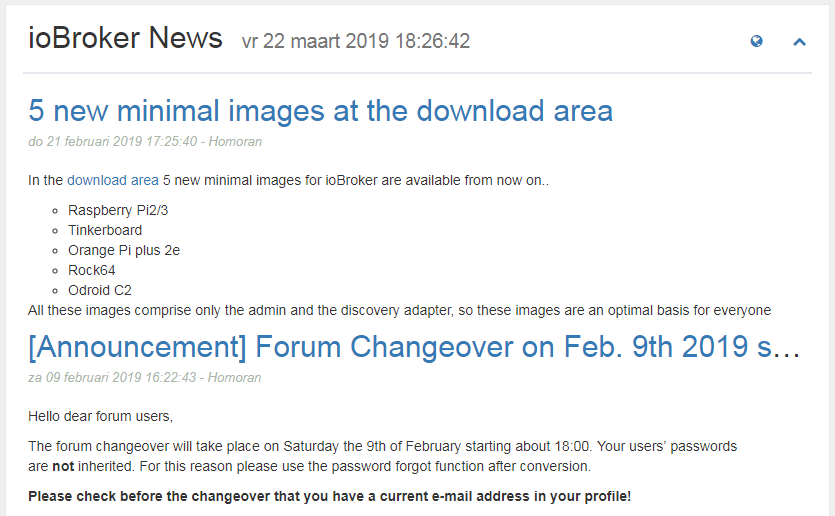 ioBroker News vr 22 maart 2019 18:26:42
5 new minimal images at the download area
do 21 februari 2019 17:25:40 - Homoran
In the download area 5 new minimal images for ioBroker are available from now on..
Raspberry Pi2/3
Tinkerboard
Orange Pi plus 2e
Rock64
Odroid C2
All these images comprise only the admin and the discovery adapter, so these images are an optimal basis for everyone
[Announcement] Forum Changeover on Feb. 9th 2019 s…
za 09 februari 2019 16:22:43 - Homoran
Hello dear forum users,
The forum changeover will take place on Saturday the 9th of February starting about 18:00. Your users’ passwords
are not inherited. For this reason please use the password forgot function after conversion.
Please check before the changeover that you have a current e-mail address in your profile!